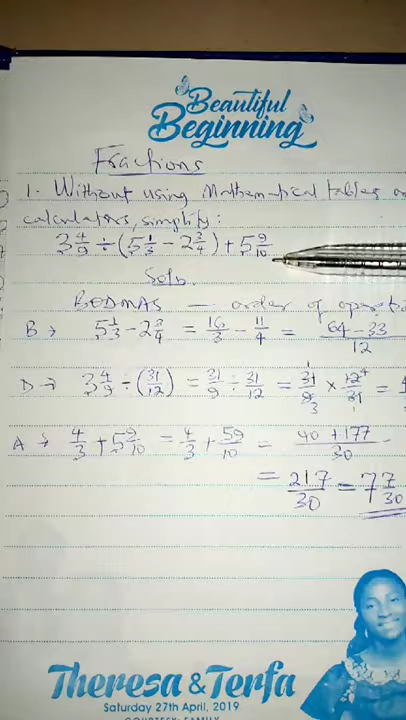 Beautiful
Beginning
Fractions
1. Without using Mathematical tables or
calculators, simplify:
3 4/9 ÷ (5 1/3 − 2 3/4) + 5 9/10
Soln.
BODMAS — order of operati
B → 5 1/3 − 2 3/4 = 16/3 − 11/4 = 64−33/12
D → 3 4/9 ÷ (31/12) = 31/9 ÷ 31/12 = 31/9 × 12/31 = 4
A → 4/3 + 5 9/10 = 4/3 + 59/10 = 40+177/30
= 217/30 = 7 7/30
Theresa & Terfa
Saturday 27th April, 2019
COURTESY: FAMILY